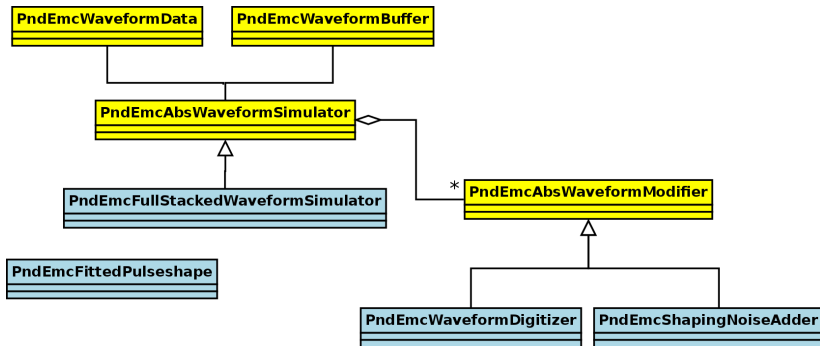 PndEmcWaveformData
PndEmcWaveformBuffer
PndEmcAbsWaveformSimulator
*
PndEmcAbsWaveformModifier
PndEmcFullStackedWaveformSimulator
PndEmcFittedPulseshape
PndEmcWaveformDigitizer
PndEmcShapingNoiseAdder